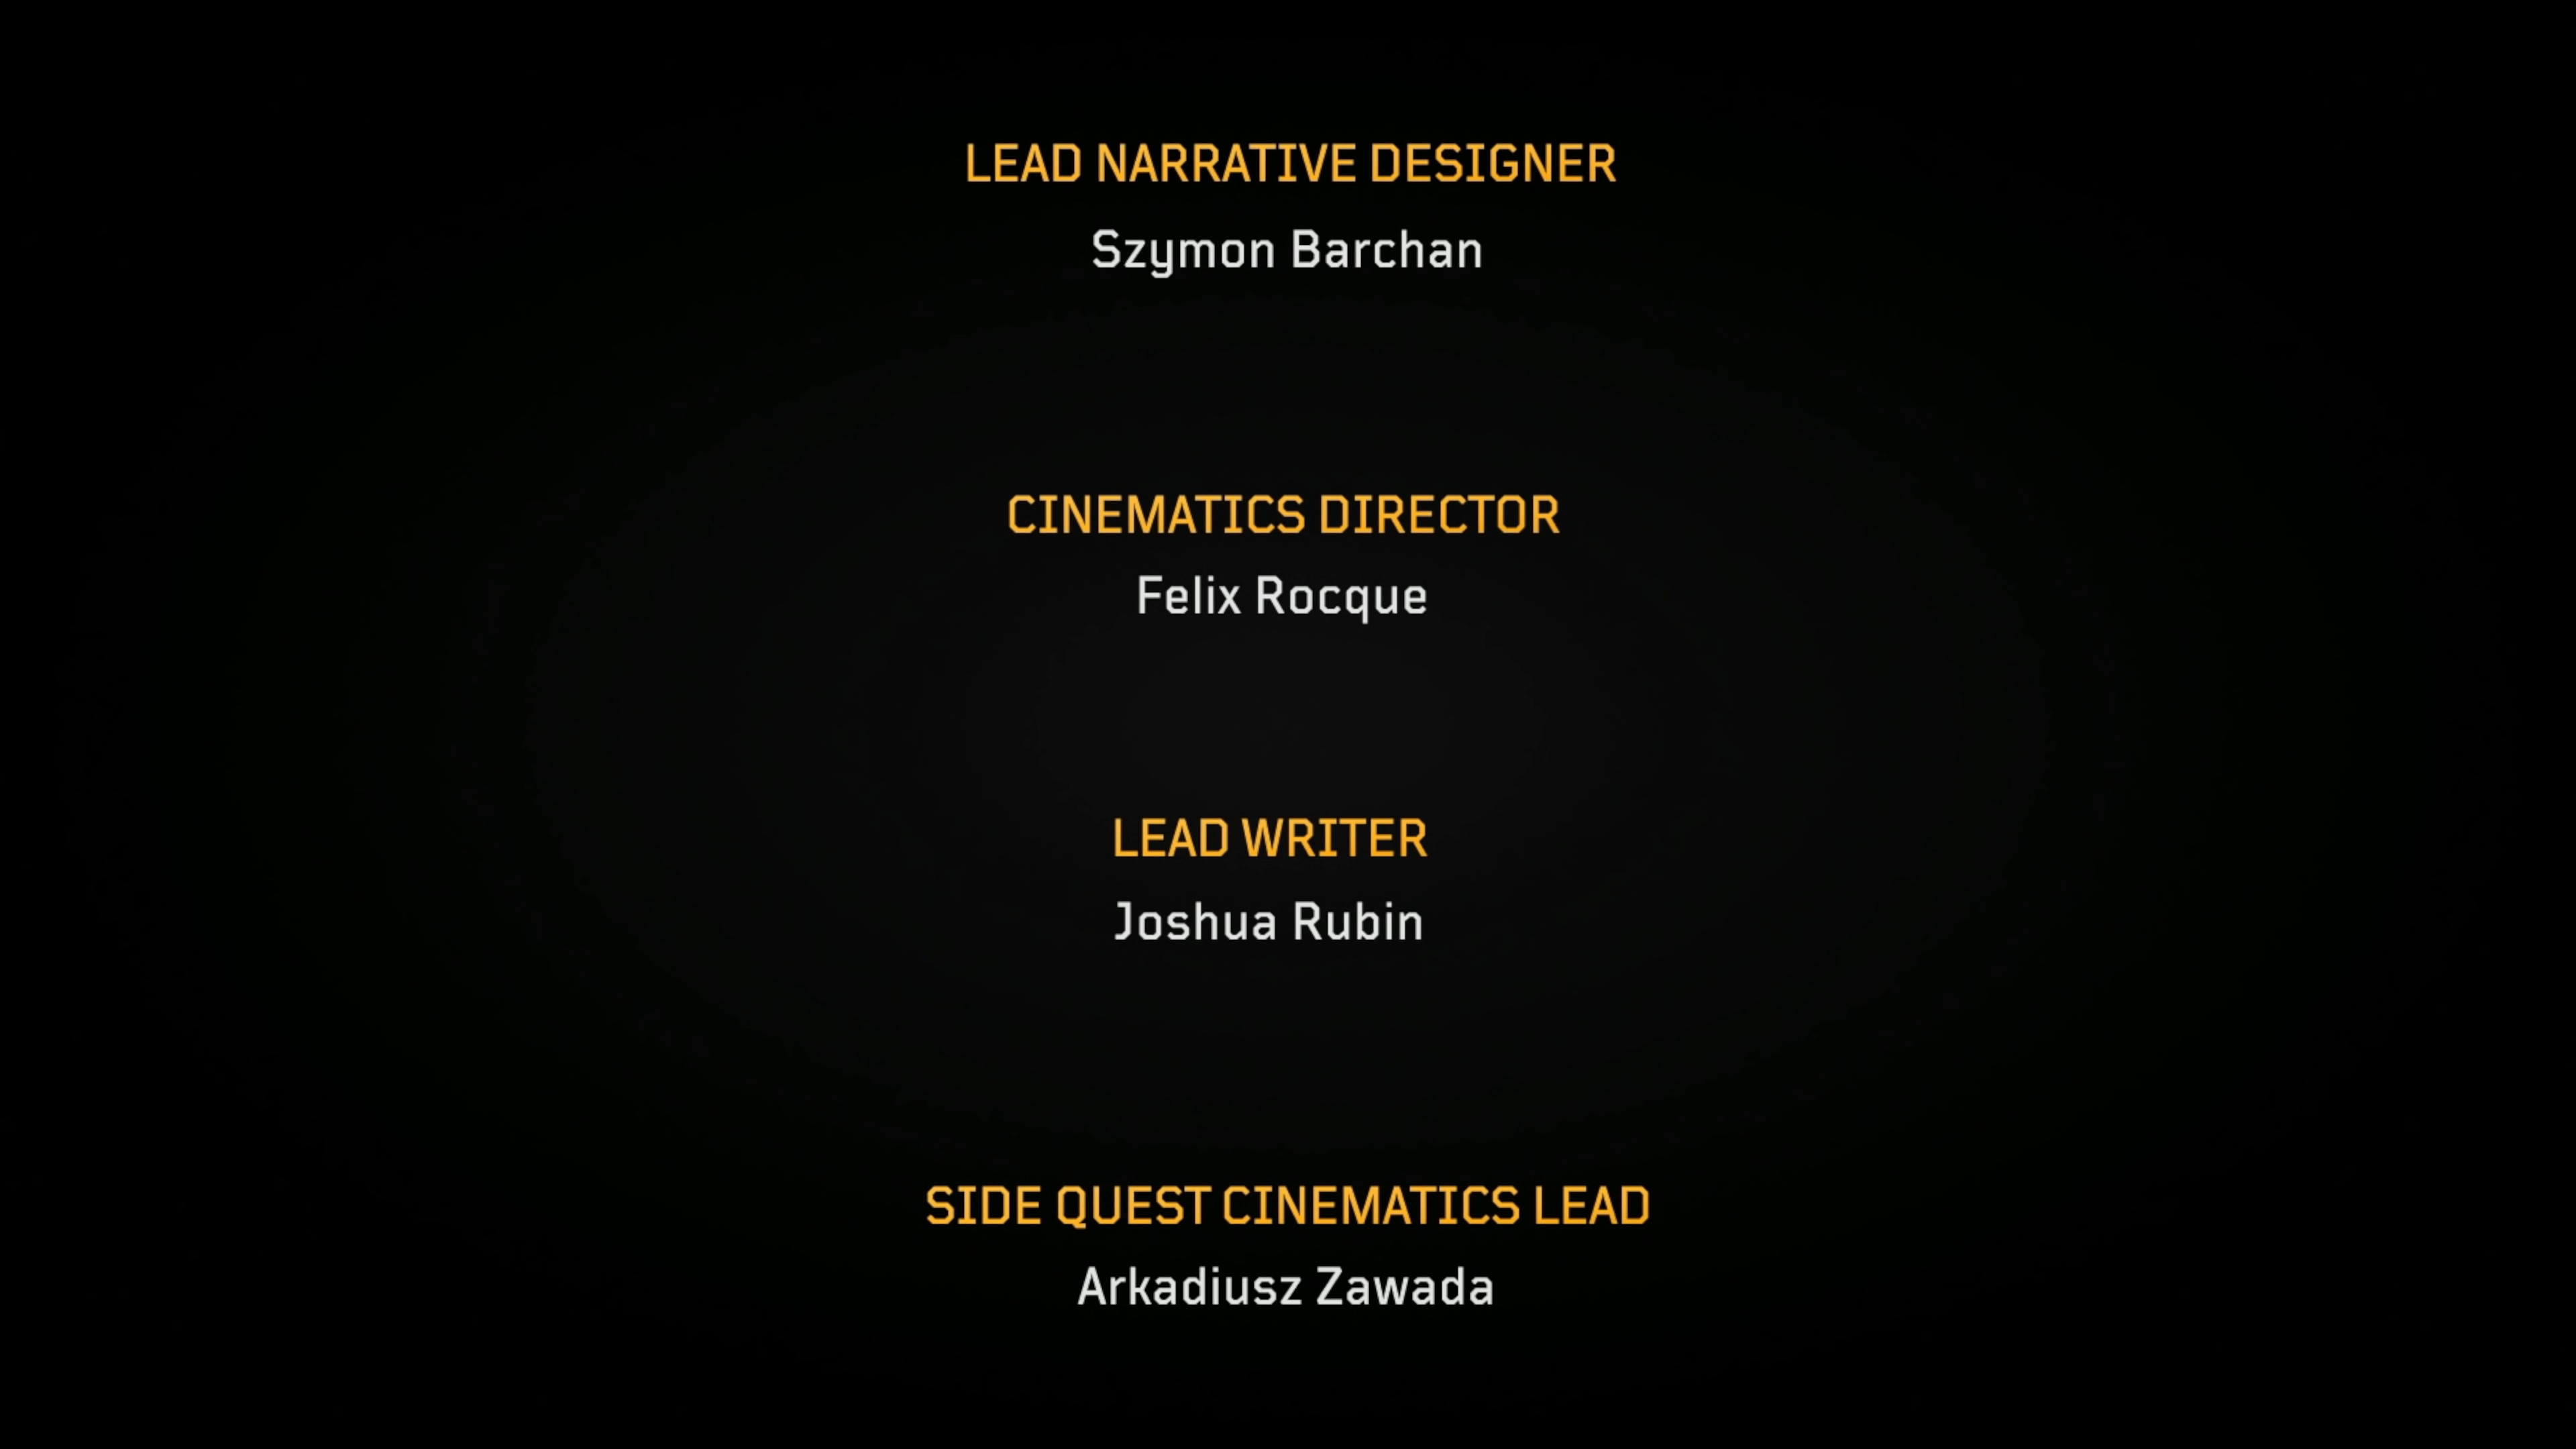 LEAD NARRATIVE DESIGNER
Szymon Barchan
CINEMATICS DIRECTOR
Felix Rocque
LEAD WRITER
Joshua Rubin
SIDE QUEST CINEMATICS LEAD
Arkadiusz Zawada